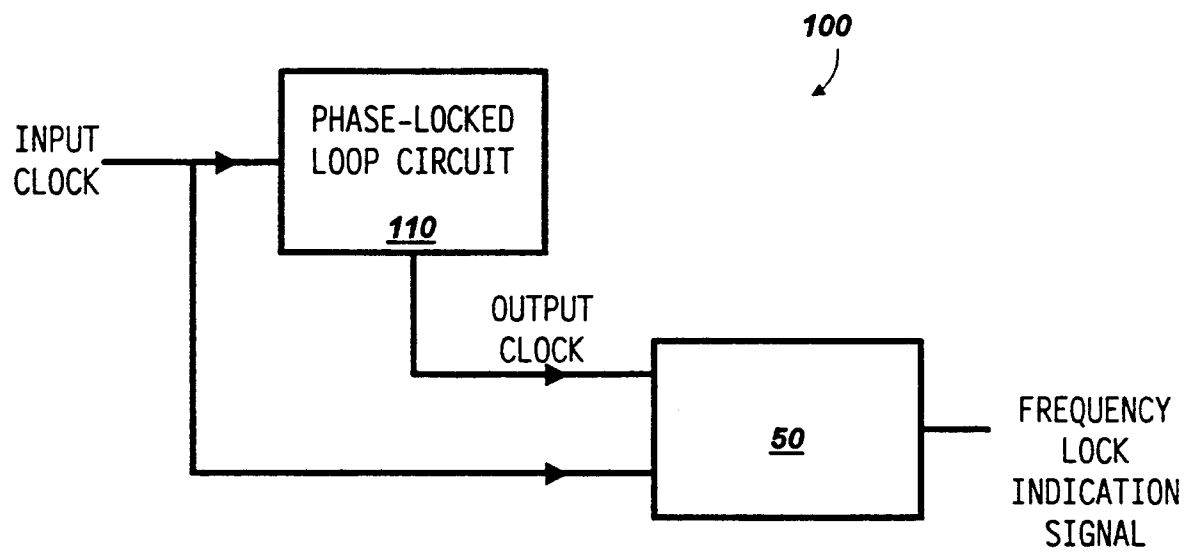 100
PHASE-LOCKED
LOOP CIRCUIT
110
INPUT
CLOCK
OUTPUT
CLOCK
50
FREQUENCY
LOCK
INDICATION
SIGNAL